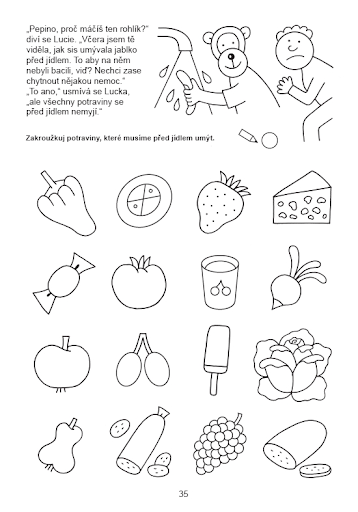 „Pepino, proč máčíš ten rohlík?“
diví se Lucie. „Včera jsem tě
viděla, jak sis umývala jablko
před jídlem. To aby na něm
nebyli bacili, viď? Nechci zase
chytnout nějakou nemoc.“
„To ano,“ usmívá se Lucka,
„ale všechny potraviny se
před jídlem nemyjí.“
Zakroužkuj potraviny, které musíme před jídlem umýt.
35